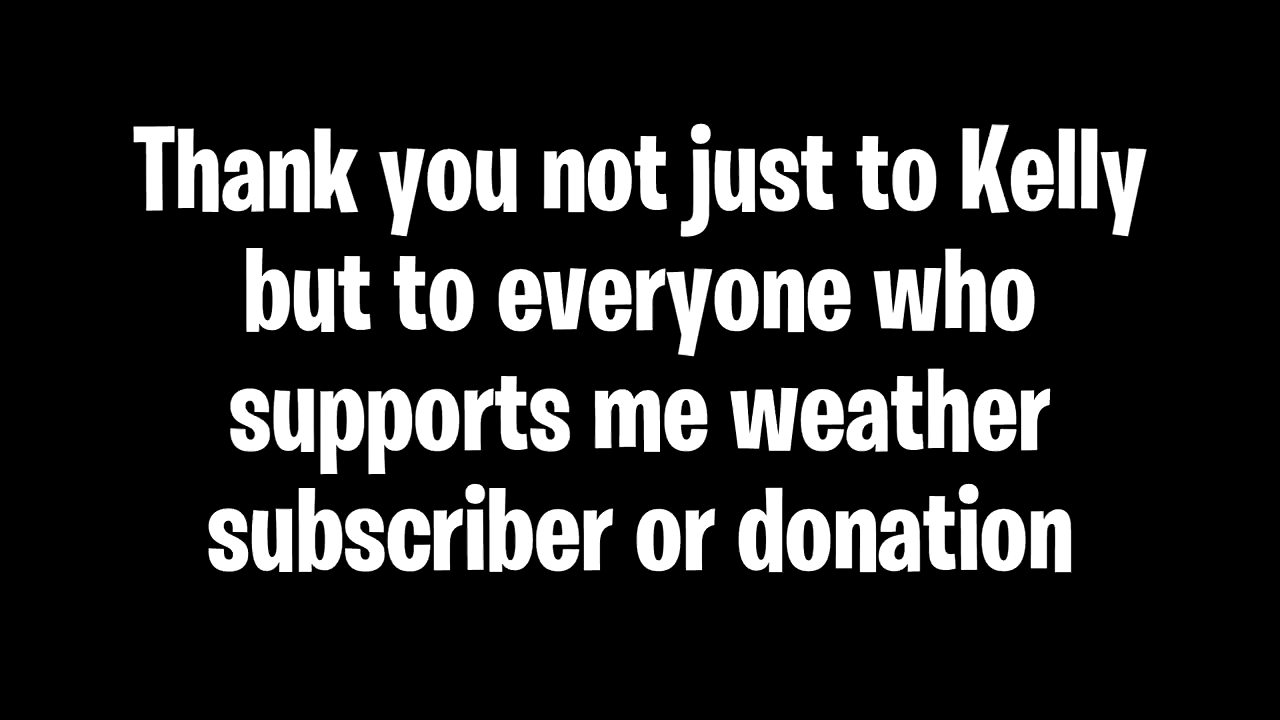 Thank you not just to Kelly
but to everyone who
supports me weather
subscriber or donation